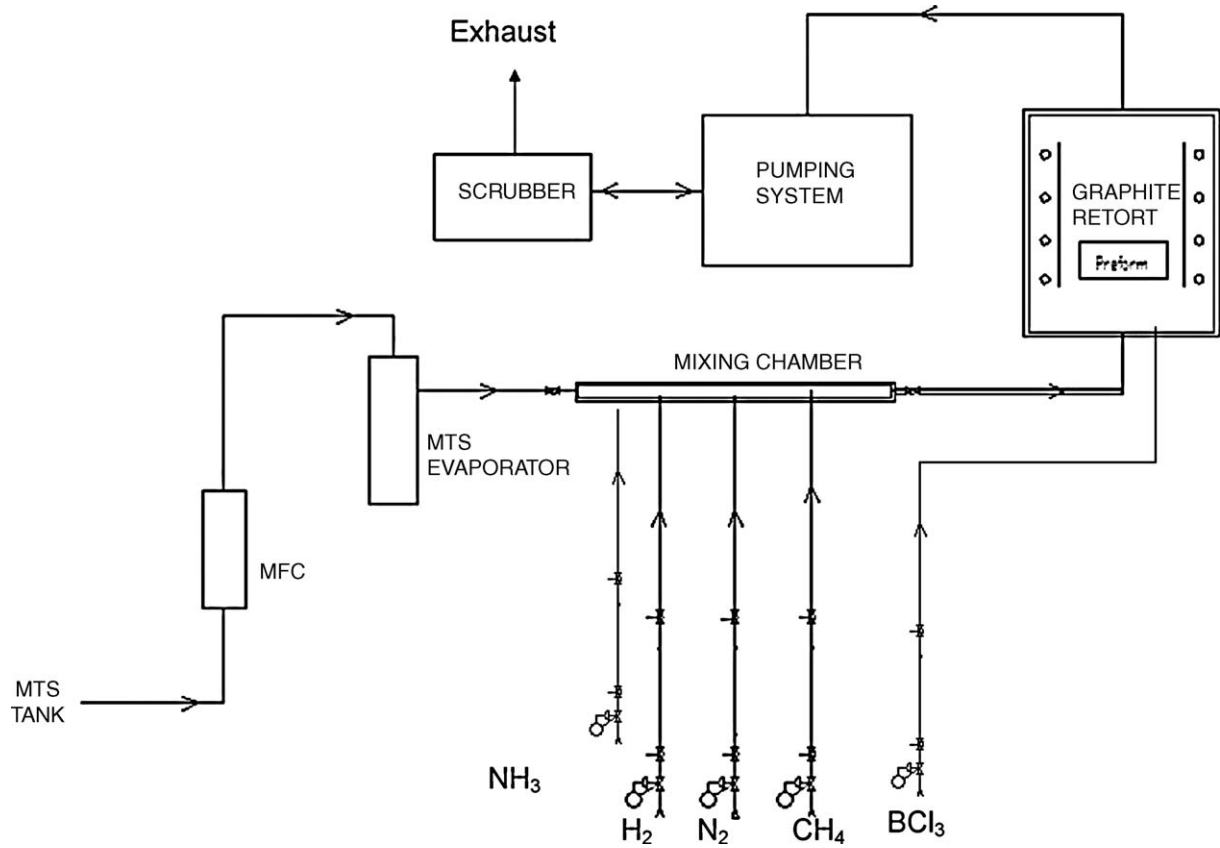 Exhaust
SCRUBBER
PUMPING
SYSTEM
GRAPHITE
RETORT
Preform
MIXING CHAMBER
MTS
EVAPORATOR
MFC
MTS
TANK
NH₃
H₂
N₂
CH₄
BCl₃